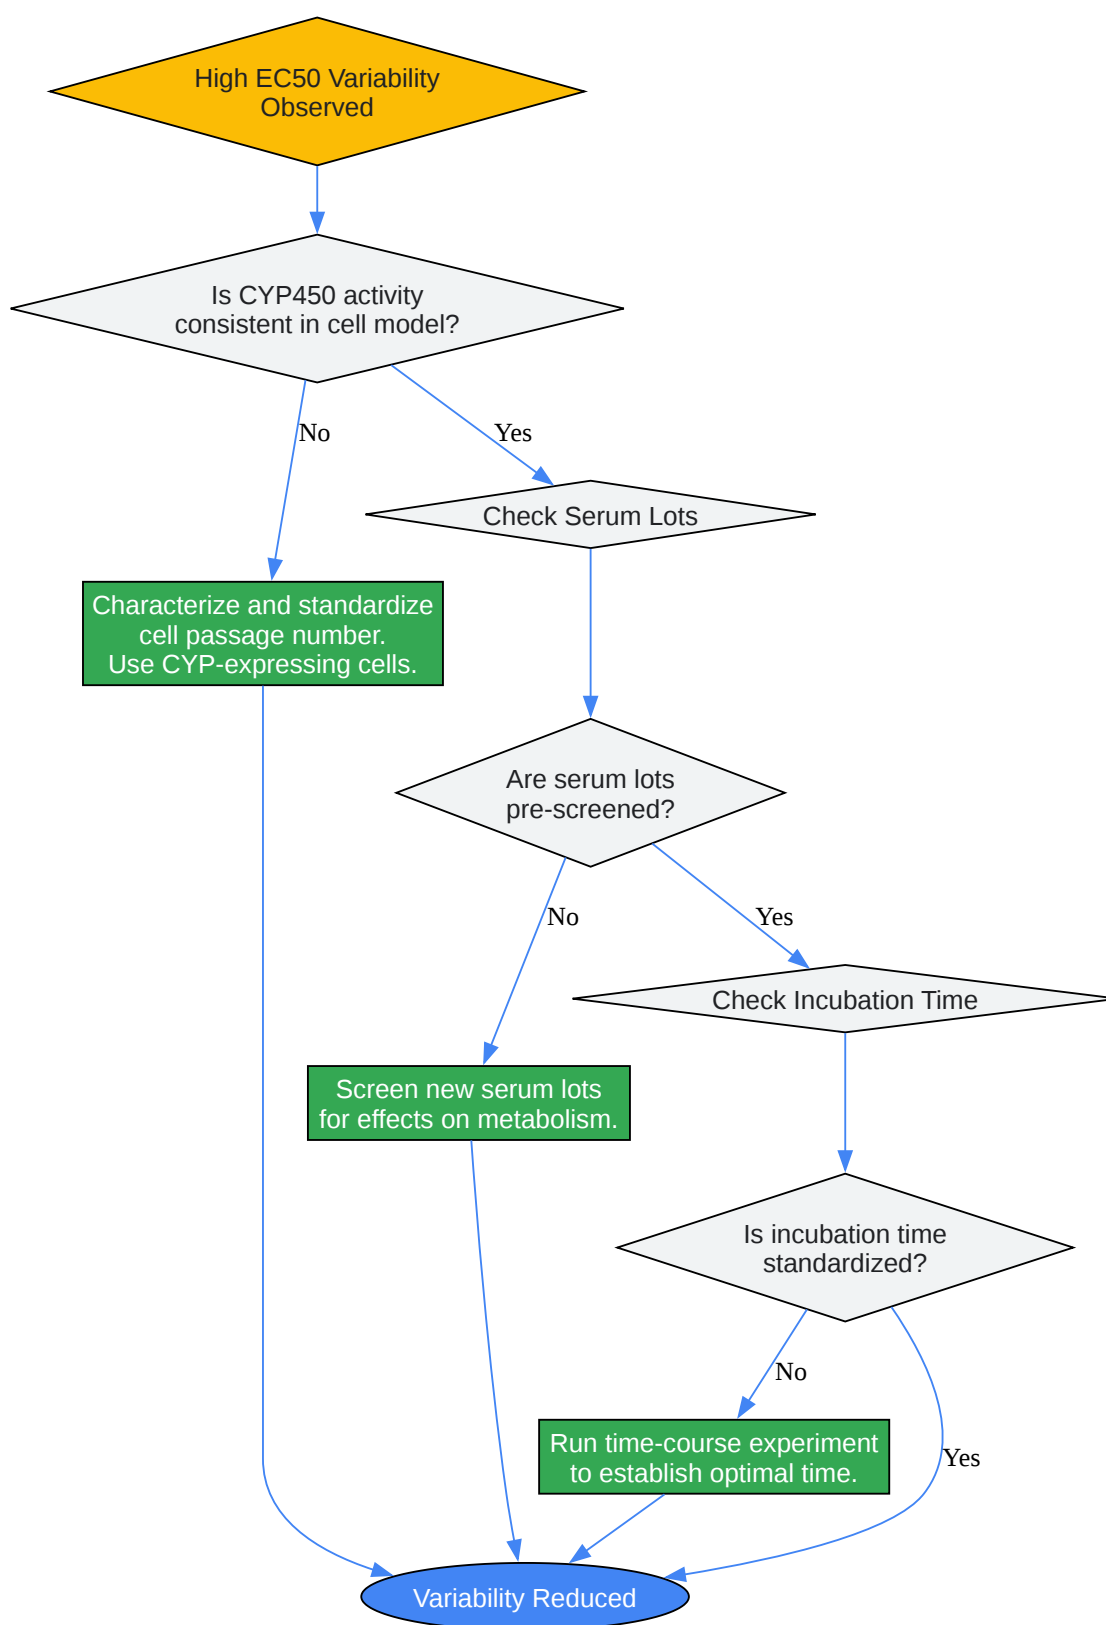 High EC50 Variability
Observed
Is CYP450 activity
consistent in cell model?
No
Yes
Check Serum Lots
Characterize and standardize
cell passage number.
Use CYP-expressing cells.
Are serum lots
pre-screened?
No
Yes
Check Incubation Time
Screen new serum lots
for effects on metabolism.
Is incubation time
standardized?
No
Run time-course experiment
to establish optimal time.
Yes
Variability Reduced